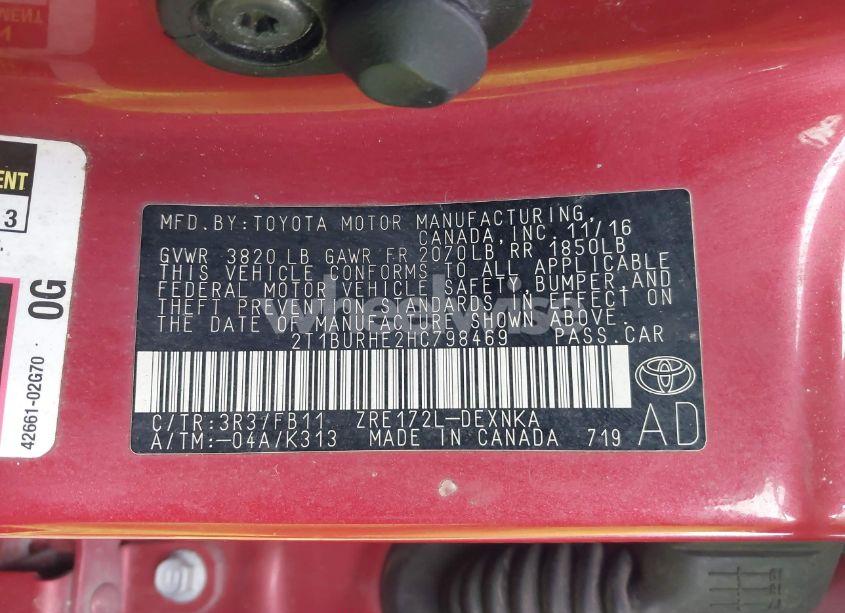 MFD.BY:TOYOTA MOTOR MANUFACTURING,
CANADA,INC. 11/16
GVWR 3820 LB GAWR FR 2070LB RR 1850LB
THIS VEHICLE CONFORMS TO ALL APPLICABLE
FEDERAL MOTOR VEHICLE SAFETY, BUMPER,AND
THEFT PREVENTION STANDARDS IN EFFECT ON
THE DATE OF MANUFACTURE SHOWN ABOVE.
2T1BURHE2HC798469 PASS.CAR
C/TR:3R3/FB11 ZRE172L-DEXNKA
A/TM:-04A/K313 MADE IN CANADA 719
AD
wheelwise
ENT
3
0G
42661-02G70